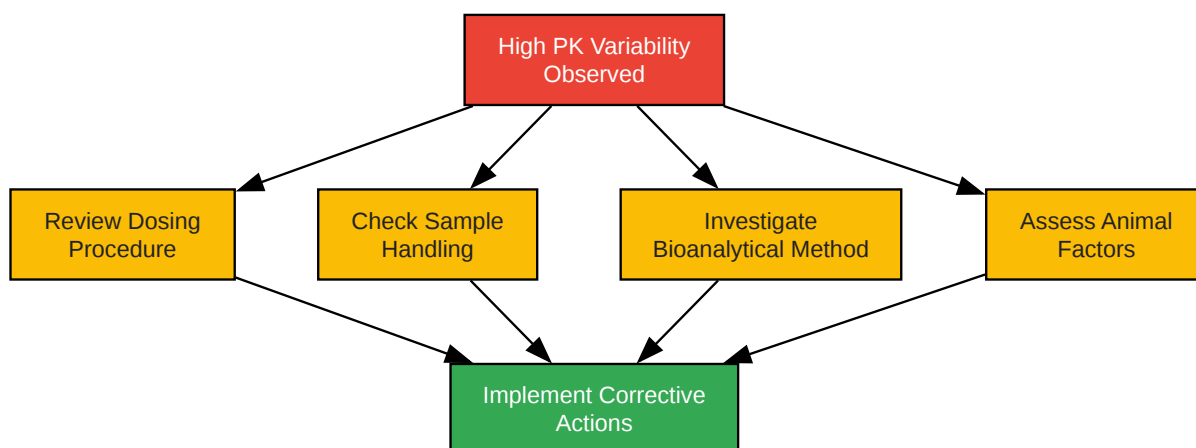 High PK Variability
Observed
Review Dosing
Procedure
Check Sample
Handling
Investigate
Bioanalytical Method
Assess Animal
Factors
Implement Corrective
Actions